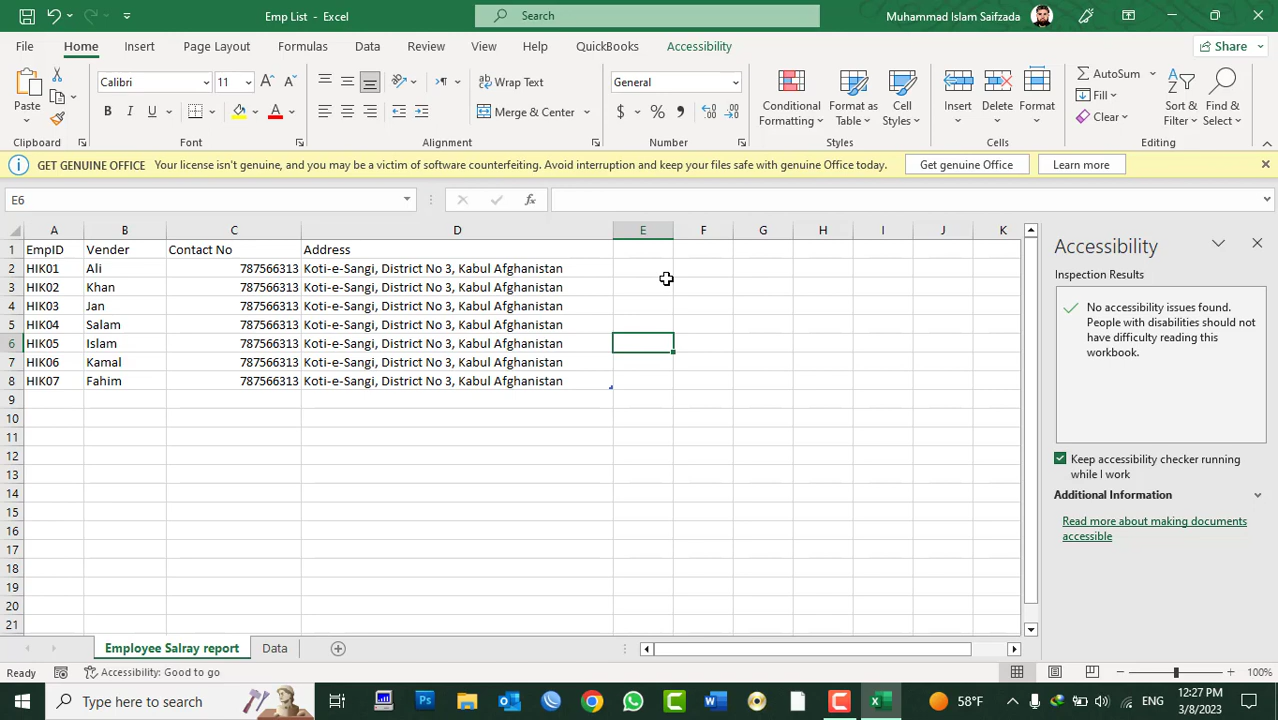 Emp List - Excel
Search
Muhammad Islam Saifzada
File Home Insert Page Layout Formulas Data Review View Help QuickBooks Accessibility Share
Paste
Calibri 11
B I U
Wrap Text
Merge & Center
General
$ % ,
Conditional Formatting
Format as Table
Cell Styles
Insert
Delete
Format
AutoSum
Fill
Clear
Sort & Filter
Find & Select
Clipboard Font Alignment Number Styles Cells Editing
GET GENUINE OFFICE Your license isn't genuine, and you may be a victim of software counterfeiting. Avoid interruption and keep your files safe with genuine Office today. Get genuine Office Learn more
E6 fx
A B C D E F G H I J K
1 EmpID Vender Contact No Address
2 HIK01 Ali 787566313 Koti-e-Sangi, District No 3, Kabul Afghanistan
3 HIK02 Khan 787566313 Koti-e-Sangi, District No 3, Kabul Afghanistan
4 HIK03 Jan 787566313 Koti-e-Sangi, District No 3, Kabul Afghanistan
5 HIK04 Salam 787566313 Koti-e-Sangi, District No 3, Kabul Afghanistan
6 HIK05 Islam 787566313 Koti-e-Sangi, District No 3, Kabul Afghanistan
7 HIK06 Kamal 787566313 Koti-e-Sangi, District No 3, Kabul Afghanistan
8 HIK07 Fahim 787566313 Koti-e-Sangi, District No 3, Kabul Afghanistan
9
10
11
12
13
14
15
16
17
18
19
20
21
Accessibility
Inspection Results
No accessibility issues found.
People with disabilities should not
have difficulty reading this
workbook.
Keep accessibility checker running
while I work
Additional Information
Read more about making documents
accessible
Employee Salray report Data
Ready Accessibility: Good to go 100%
Type here to search
58°F ENG 12:27 PM
3/8/2023